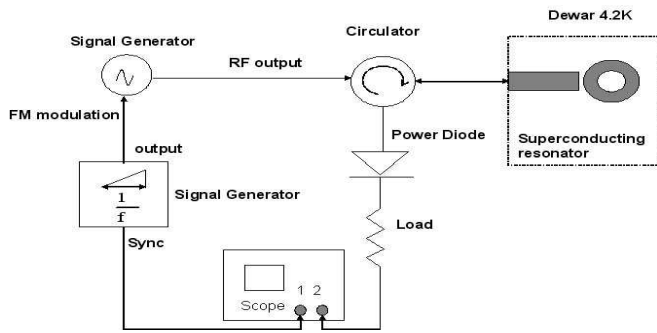 Dewar 4.2K
Signal Generator
Circulator
RF output
FM modulation
output
Power Diode
Superconducting
resonator
1
f
Signal Generator
Sync
Load
1 2
Scope